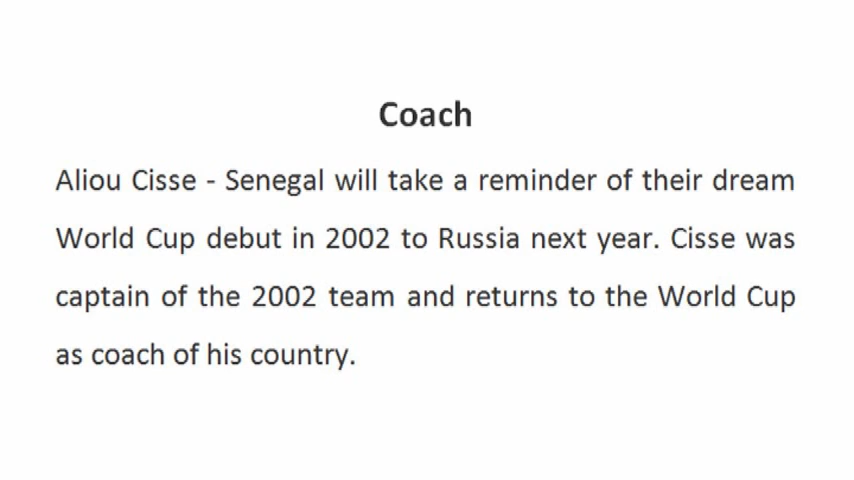 Coach
Aliou Cisse - Senegal will take a reminder of their dream
World Cup debut in 2002 to Russia next year. Cisse was
captain of the 2002 team and returns to the World Cup
as coach of his country.